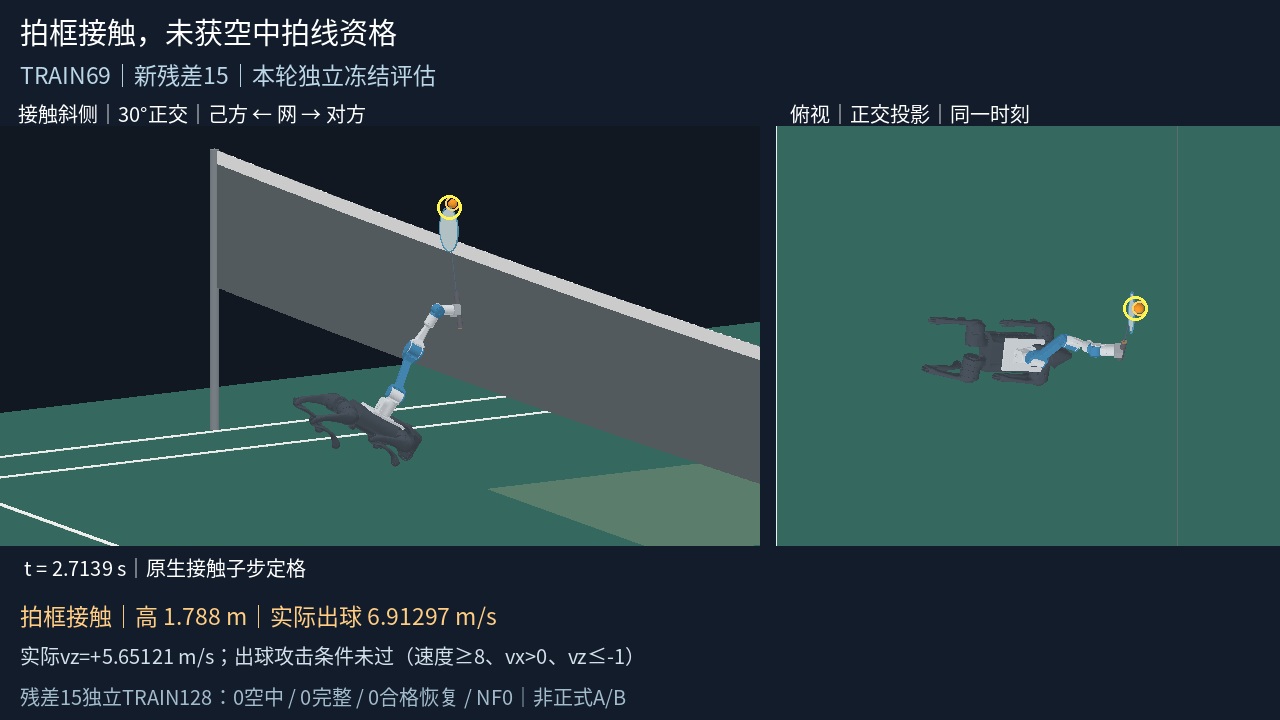 拍框接触，未获空中拍线资格
TRAIN69｜新残差15｜本轮独立冻结评估
接触斜侧｜30°正交｜己方 ← 网 → 对方
俯视｜正交投影｜同一时刻
t = 2.7139 s｜原生接触子步定格
拍框接触｜高 1.788 m｜实际出球 6.91297 m/s
实际vz=+5.65121 m/s；出球攻击条件未过（速度≥8、vx>0、vz≤-1）
残差15独立TRAIN128：0空中 / 0完整 / 0合格恢复 / NF0｜非正式A/B